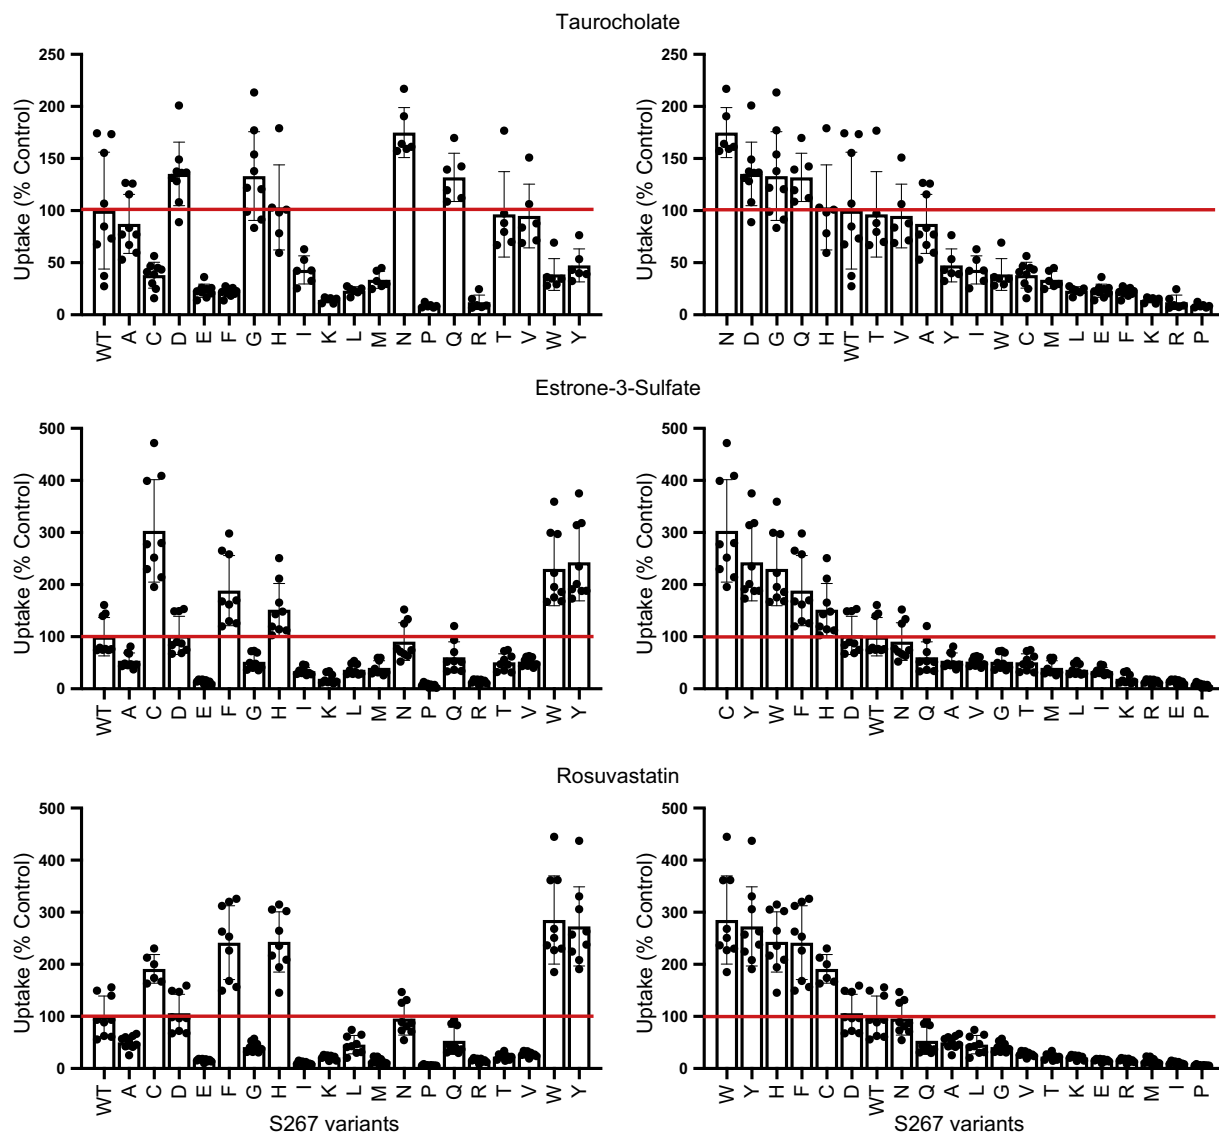 Taurocholate
Uptake (% Control)
250
200
150
100
50
0
WT A C D E F G H I K L M N P Q R T V W Y
Uptake (% Control)
250
200
150
100
50
0
N D G Q H WT T V A Y I W C M L E F K R P
Estrone-3-Sulfate
Uptake (% Control)
500
400
300
200
100
0
WT A C D E F G H I K L M N P Q R T V W Y
Uptake (% Control)
500
400
300
200
100
0
C Y W F H D WT N Q A V G T M L I K R E P
Rosuvastatin
Uptake (% Control)
500
400
300
200
100
0
WT A C D E F G H I K L M N P Q R T V W Y
S267 variants
Uptake (% Control)
500
400
300
200
100
0
W Y H F C D WT N Q A L G V T K E R M I P
S267 variants